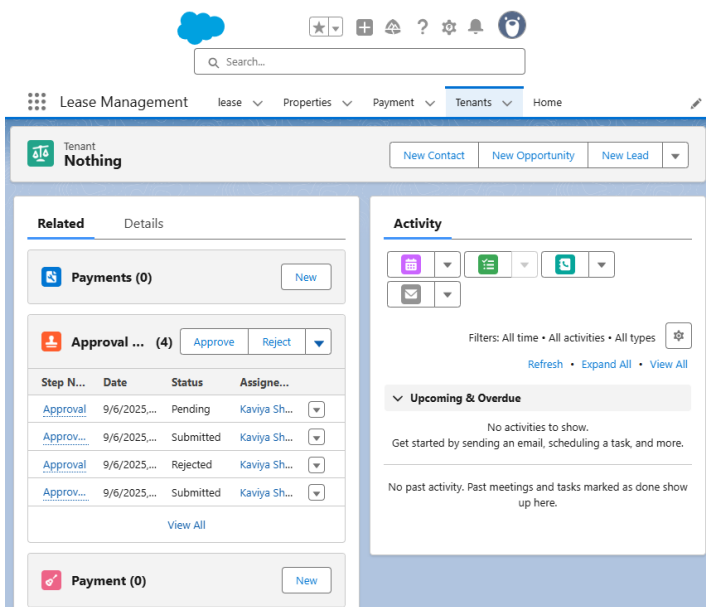 Search...
Lease Management lease Properties Payment Tenants Home
Tenant
Nothing
New Contact New Opportunity New Lead
Related Details
Payments (0) New
Approval ... (4) Approve Reject
Step N... Date Status Assigne...
Approval 9/6/2025,... Pending Kaviya Sh...
Approv... 9/6/2025,... Submitted Kaviya Sh...
Approval 9/6/2025,... Rejected Kaviya Sh...
Approv... 9/6/2025,... Submitted Kaviya Sh...
View All
Payment (0) New
Activity
Filters: All time • All activities • All types
Refresh • Expand All • View All
Upcoming & Overdue
No activities to show.
Get started by sending an email, scheduling a task, and more.
No past activity. Past meetings and tasks marked as done show
up here.